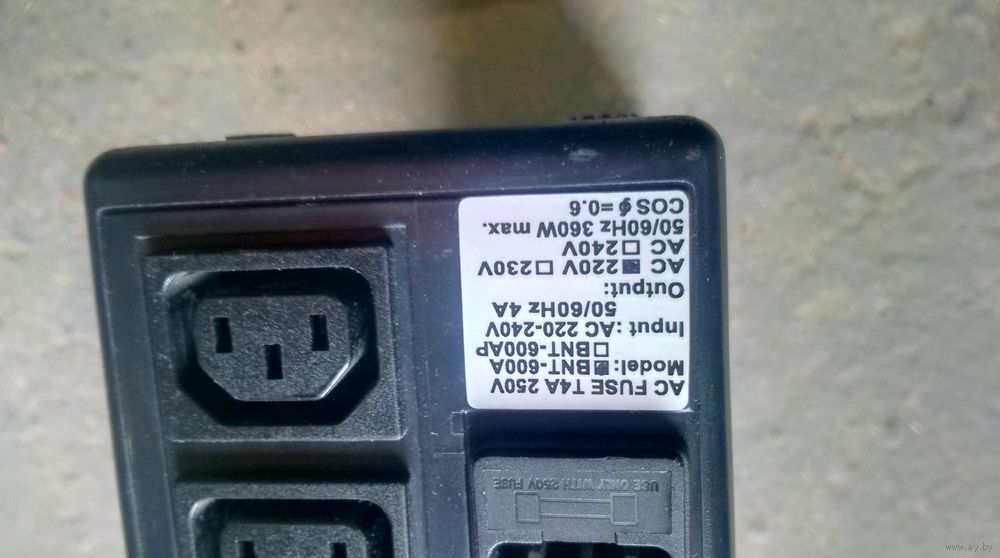 AC FUSE T4A 250V
Model: ☑BNT-600A
☐BNT-600AP
Input : AC 220-240V
50/60Hz 4A
Output:
AC ☑220V ☐230V
AC ☐240V
50/60Hz 360W max.
COS ϕ =0.6
USE ONLY WITH 250V FUSE
www.ay.by